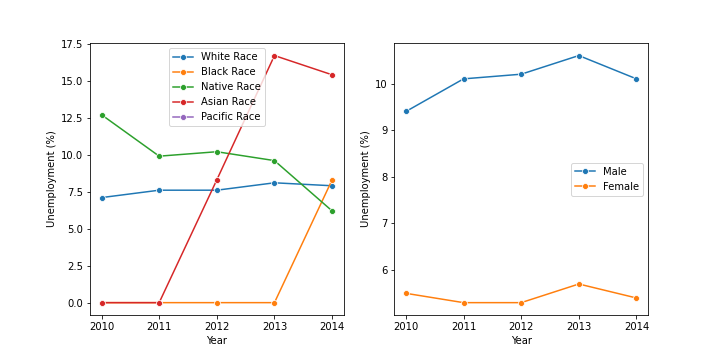 17.5
15.0
12.5
10.0
7.5
5.0
2.5
0.0
Unemployment (%)
White Race
Black Race
Native Race
Asian Race
Pacific Race
2010 2011 2012 2013 2014
Year
10
9
8
7
6
Unemployment (%)
Male
Female
2010 2011 2012 2013 2014
Year